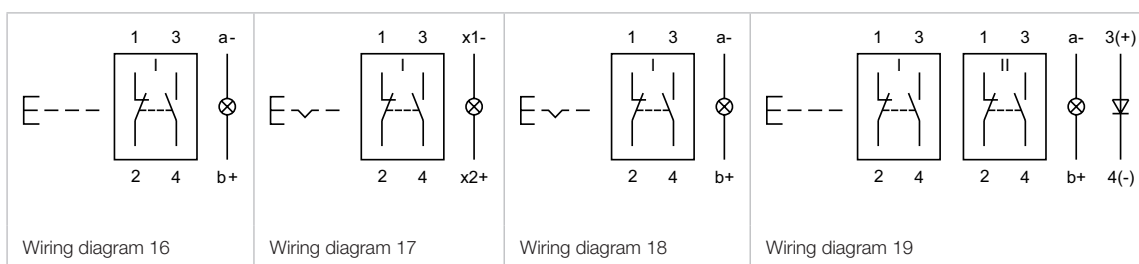 1 3 a-
I
2 4 b+
Wiring diagram 16
1 3 x1-
I
2 4 x2+
Wiring diagram 17
1 3 a-
I
2 4 b+
Wiring diagram 18
1 3 1 3 a- 3(+)
I II
2 4 2 4 b+ 4(-)
Wiring diagram 19